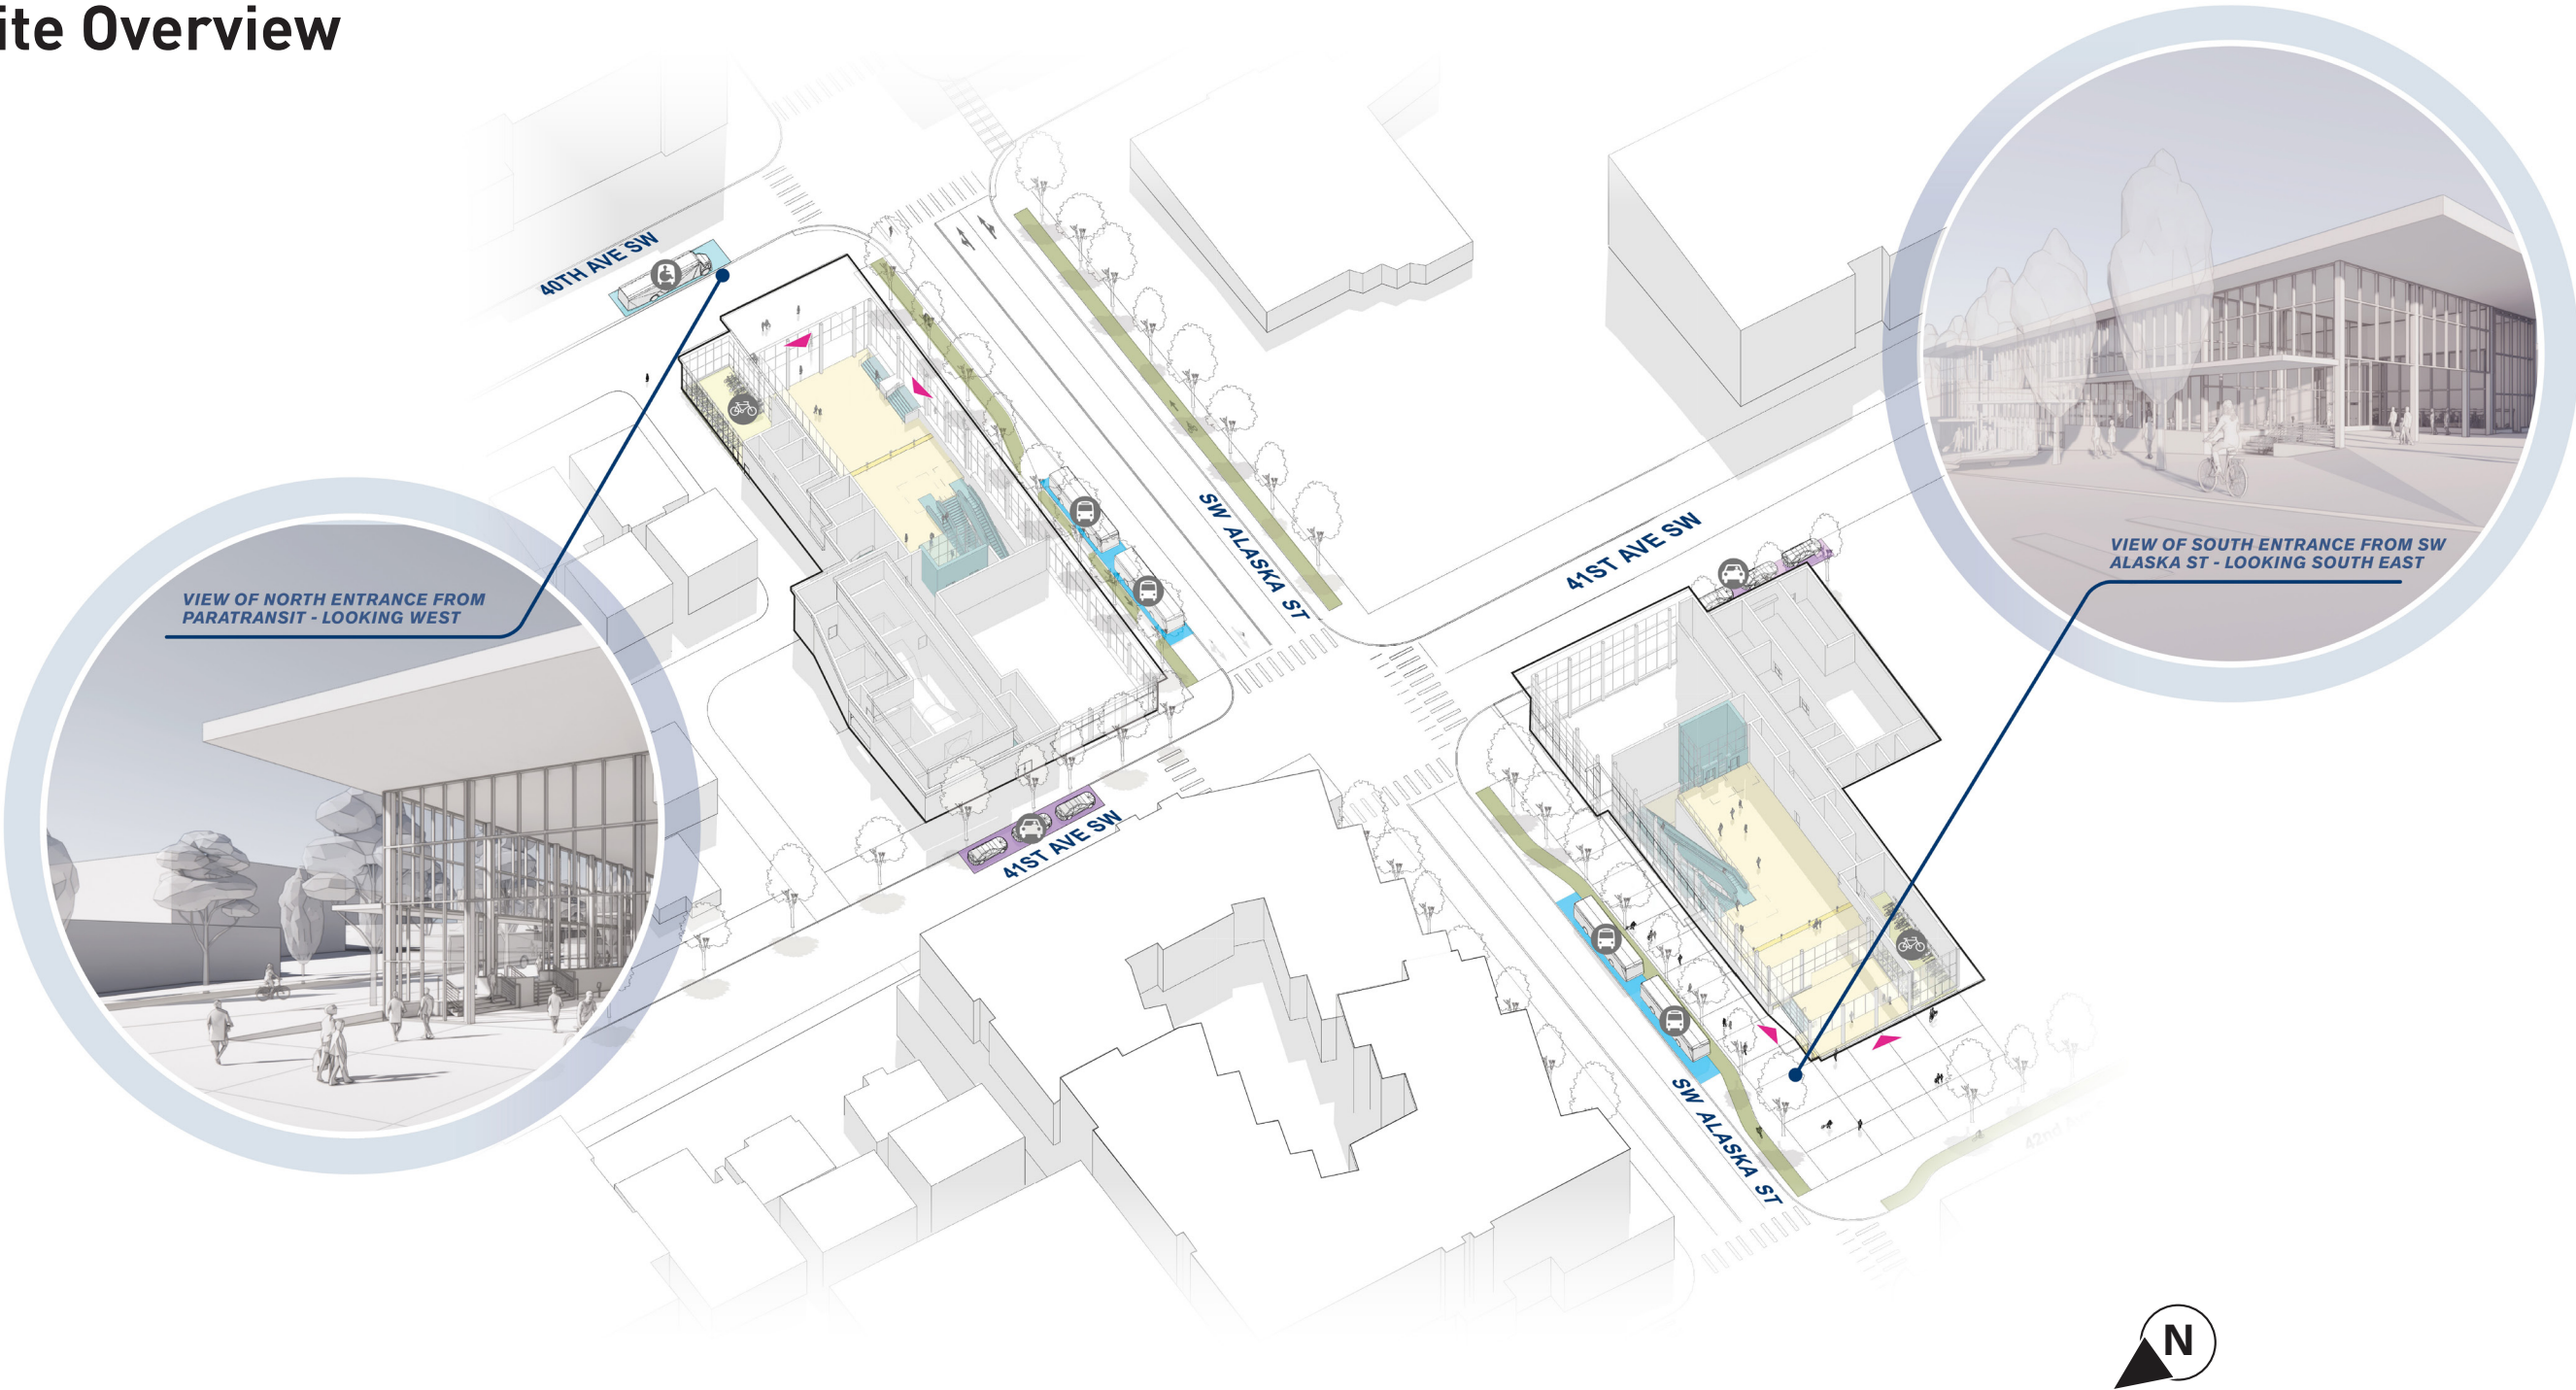 ite Overview
40TH AVE SW
SW ALASKA ST
41ST AVE SW
VIEW OF SOUTH ENTRANCE FROM SW
ALASKA ST - LOOKING SOUTH EAST
VIEW OF NORTH ENTRANCE FROM
PARATRANSIT - LOOKING WEST
41ST AVE SW
SW ALASKA ST
42nd
N